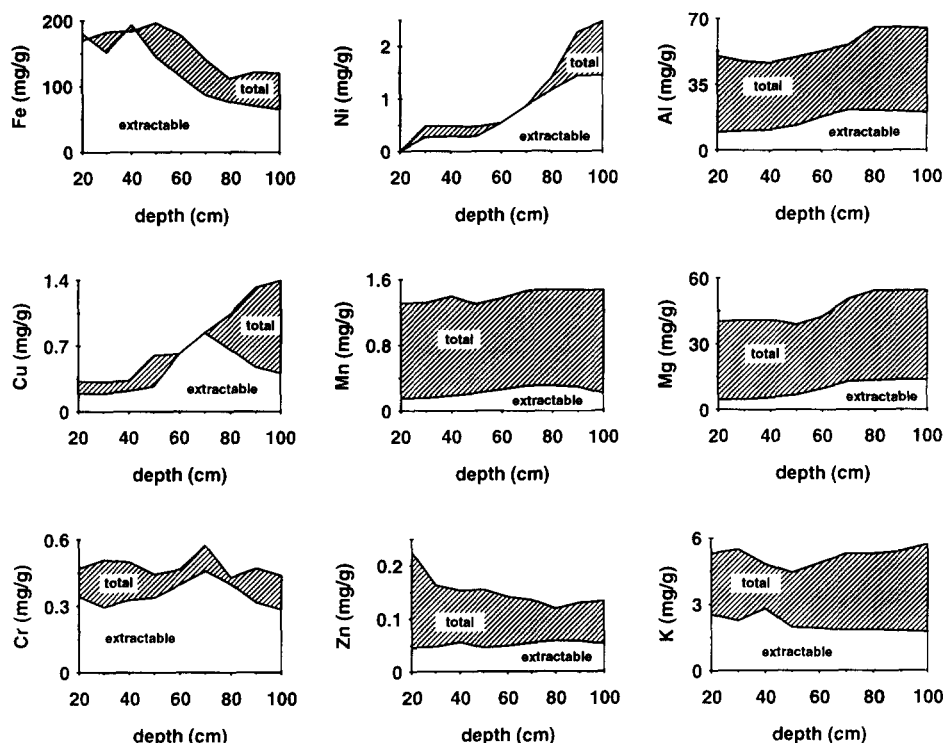 Fe (mg/g)
200
100
0
total
extractable
20 40 60 80 100
depth (cm)
Ni (mg/g)
2
1
0
total
extractable
20 40 60 80 100
depth (cm)
Al (mg/g)
70
35
0
total
extractable
20 40 60 80 100
depth (cm)
Cu (mg/g)
1.4
0.7
0
total
extractable
20 40 60 80 100
depth (cm)
Mn (mg/g)
1.6
0.8
0
total
extractable
20 40 60 80 100
depth (cm)
Mg (mg/g)
60
30
0
total
extractable
20 40 60 80 100
depth (cm)
Cr (mg/g)
0.6
0.3
0
total
extractable
20 40 60 80 100
depth (cm)
Zn (mg/g)
0.2
0.1
0
total
extractable
20 40 60 80 100
depth (cm)
K (mg/g)
6
3
0
total
extractable
20 40 60 80 100
depth (cm)